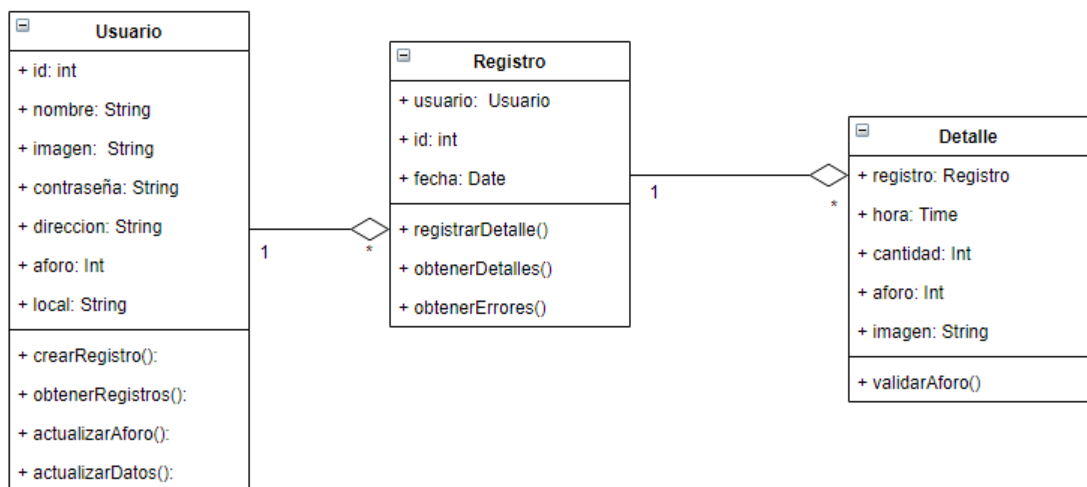 Usuario
+ id: int
+ nombre: String
+ imagen: String
+ contraseña: String
+ direccion: String
+ aforo: Int
+ local: String
+ crearRegistro():
+ obtenerRegistros():
+ actualizarAforo():
+ actualizarDatos():
1
*
Registro
+ usuario: Usuario
+ id: int
+ fecha: Date
+ registrarDetalle()
+ obtenerDetalles()
+ obtenerErrores()
1
*
Detalle
+ registro: Registro
+ hora: Time
+ cantidad: Int
+ aforo: Int
+ imagen: String
+ validarAforo()